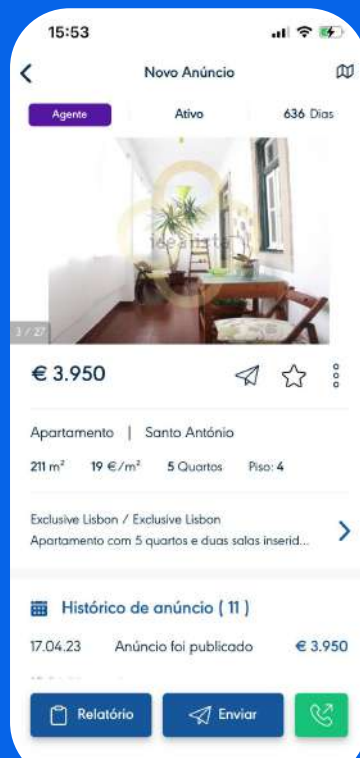 15:53
Novo Anúncio
Agente Ativo 636 Dias
idealista
3 / 27
€ 3.950
Apartamento | Santo António
211 m² 19 €/m² 5 Quartos Piso: 4
Exclusive Lisbon / Exclusive Lisbon
Apartamento com 5 quartos e duas salas inserid...
Histórico de anúncio ( 11 )
17.04.23 Anúncio foi publicado € 3.950
Relatório Enviar